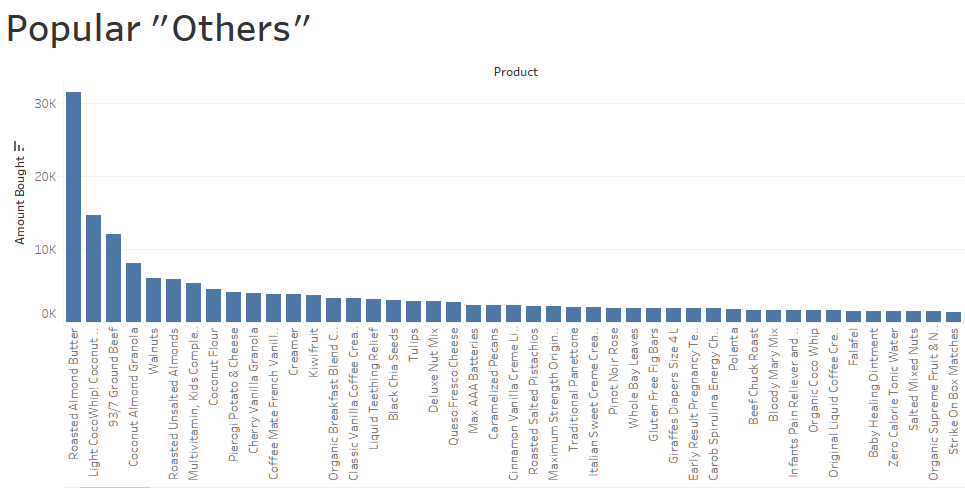 Popular "Others"
Product
Amount Bought
30K
20K
10K
0K
Roasted Almond Butter
Light CocoWhip! Coconut ..
93/7 Ground Beef
Coconut Almond Granola
Walnuts
Roasted Unsalted Almonds
Multivitamin, Kids Comple..
Coconut Flour
Pierogi Potato & Cheese
Cherry Vanilla Granola
Coffee Mate French Vanill..
Creamer
Kiwifruit
Organic Breakfast Blend C..
Classic Vanilla Coffee Crea..
Liquid Teething Relief
Black Chia Seeds
Tulips
Deluxe Nut Mix
Queso Fresco Cheese
Max AAA Batteries
Caramelized Pecans
Cinnamon Vanilla Creme Li..
Roasted Salted Pistachios
Maximum Strength Origin..
Traditional Panettone
Italian Sweet Creme Crea..
Pinot Noir Rose
Whole Bay Leaves
Gluten Free Fig Bars
Giraffes Diapers Size 4 L
Early Result Pregnancy Te..
Carob Spirulina Energy Ch..
Polenta
Beef Chuck Roast
Bloody Mary Mix
Infants Pain Reliever and ..
Organic Coco Whip
Original Liquid Coffee Cre..
Falafel
Baby Healing Ointment
Zero Calorie Tonic Water
Salted Mixed Nuts
Organic Supreme Fruit & N..
Strike On Box Matches